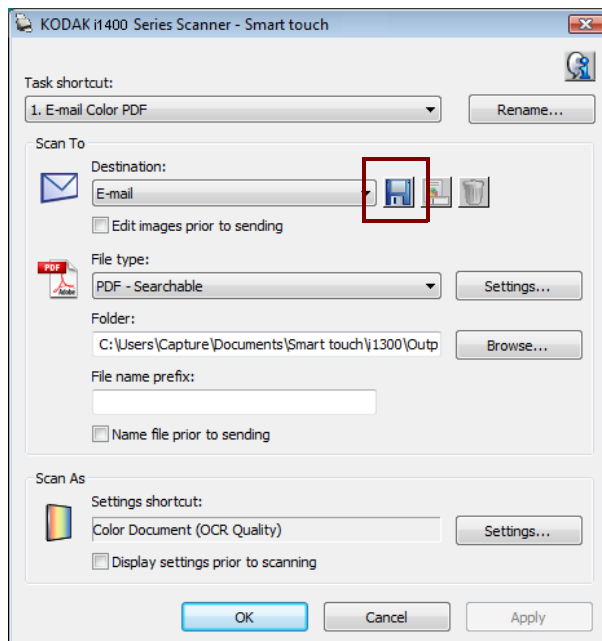 KODAK i1400 Series Scanner - Smart touch
Task shortcut:
1. E-mail Color PDF
Rename...
Scan To
Destination:
E-mail
Edit images prior to sending
PDF
Adobe
File type:
PDF - Searchable
Settings...
Folder:
C:\Users\Capture\Documents\Smart touch\i1300\Outp
Browse...
File name prefix:
Name file prior to sending
Scan As
Settings shortcut:
Color Document (OCR Quality)
Settings...
Display settings prior to scanning
OK
Cancel
Apply